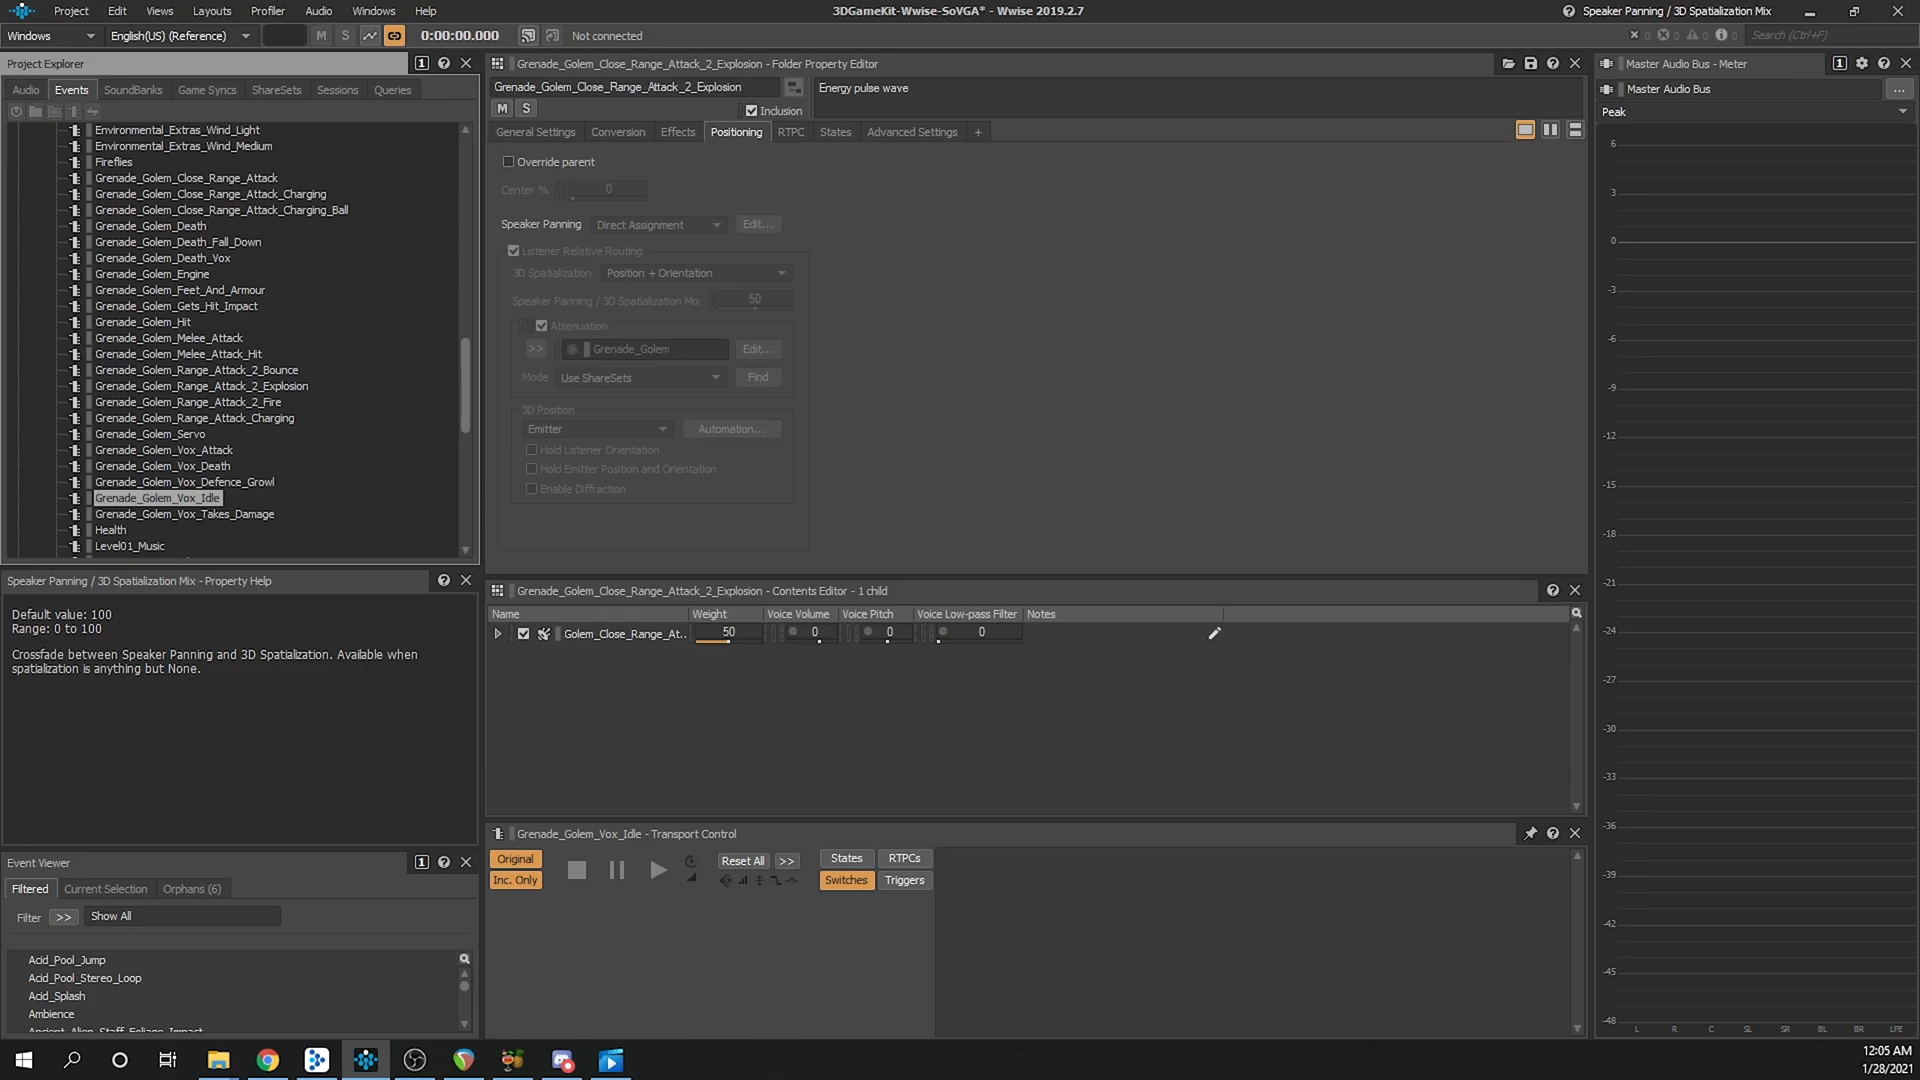 Project Edit Views Layouts Profiler Audio Windows Help
3DGameKit-Wwise-SoVGA* - Wwise 2019.2.7
Speaker Panning / 3D Spatialization Mix
Windows English(US) (Reference) M S 0:00:00.000 Not connected
0 0 0 0 Search (Ctrl+F)
Project Explorer
1
Audio Events SoundBanks Game Syncs ShareSets Sessions Queries
Environmental_Extras_Wind_Light
Environmental_Extras_Wind_Medium
Fireflies
Grenade_Golem_Close_Range_Attack
Grenade_Golem_Close_Range_Attack_Charging
Grenade_Golem_Close_Range_Attack_Charging_Ball
Grenade_Golem_Death
Grenade_Golem_Death_Fall_Down
Grenade_Golem_Death_Vox
Grenade_Golem_Engine
Grenade_Golem_Feet_And_Armour
Grenade_Golem_Gets_Hit_Impact
Grenade_Golem_Hit
Grenade_Golem_Melee_Attack
Grenade_Golem_Melee_Attack_Hit
Grenade_Golem_Range_Attack_2_Bounce
Grenade_Golem_Range_Attack_2_Explosion
Grenade_Golem_Range_Attack_2_Fire
Grenade_Golem_Range_Attack_Charging
Grenade_Golem_Servo
Grenade_Golem_Vox_Attack
Grenade_Golem_Vox_Death
Grenade_Golem_Vox_Defence_Growl
Grenade_Golem_Vox_Idle
Grenade_Golem_Vox_Takes_Damage
Health
Level01_Music
Speaker Panning / 3D Spatialization Mix - Property Help
Default value: 100
Range: 0 to 100
Crossfade between Speaker Panning and 3D Spatialization. Available when
spatialization is anything but None.
Event Viewer
1
Filtered Current Selection Orphans (6)
Filter >> Show All
Acid_Pool_Jump
Acid_Pool_Stereo_Loop
Acid_Splash
Ambience
Ancient_Alien_Staff_Foliage_Impact
Grenade_Golem_Close_Range_Attack_2_Explosion - Folder Property Editor
Grenade_Golem_Close_Range_Attack_2_Explosion
Energy pulse wave
M S
Inclusion
General Settings Conversion Effects Positioning RTPC States Advanced Settings +
Override parent
Center % 0
Speaker Panning Direct Assignment Edit...
Listener Relative Routing
3D Spatialization Position + Orientation
Speaker Panning / 3D Spatialization Mix 50
Attenuation
>> Grenade_Golem Edit...
Mode Use ShareSets Find
3D Position
Emitter Automation...
Hold Listener Orientation
Hold Emitter Position and Orientation
Enable Diffraction
Grenade_Golem_Close_Range_Attack_2_Explosion - Contents Editor - 1 child
Name Weight Voice Volume Voice Pitch Voice Low-pass Filter Notes
Golem_Close_Range_At.. 50 0 0 0
Grenade_Golem_Vox_Idle - Transport Control
Original
Inc. Only
Reset All >>
States RTPCs
Switches Triggers
Master Audio Bus - Meter
1
Master Audio Bus
...
Peak
6
3
0
-3
-6
-9
-12
-15
-18
-21
-24
-27
-30
-33
-36
-39
-42
-45
-48
L R C SL SR BL BR LFE
12:05 AM
1/28/2021